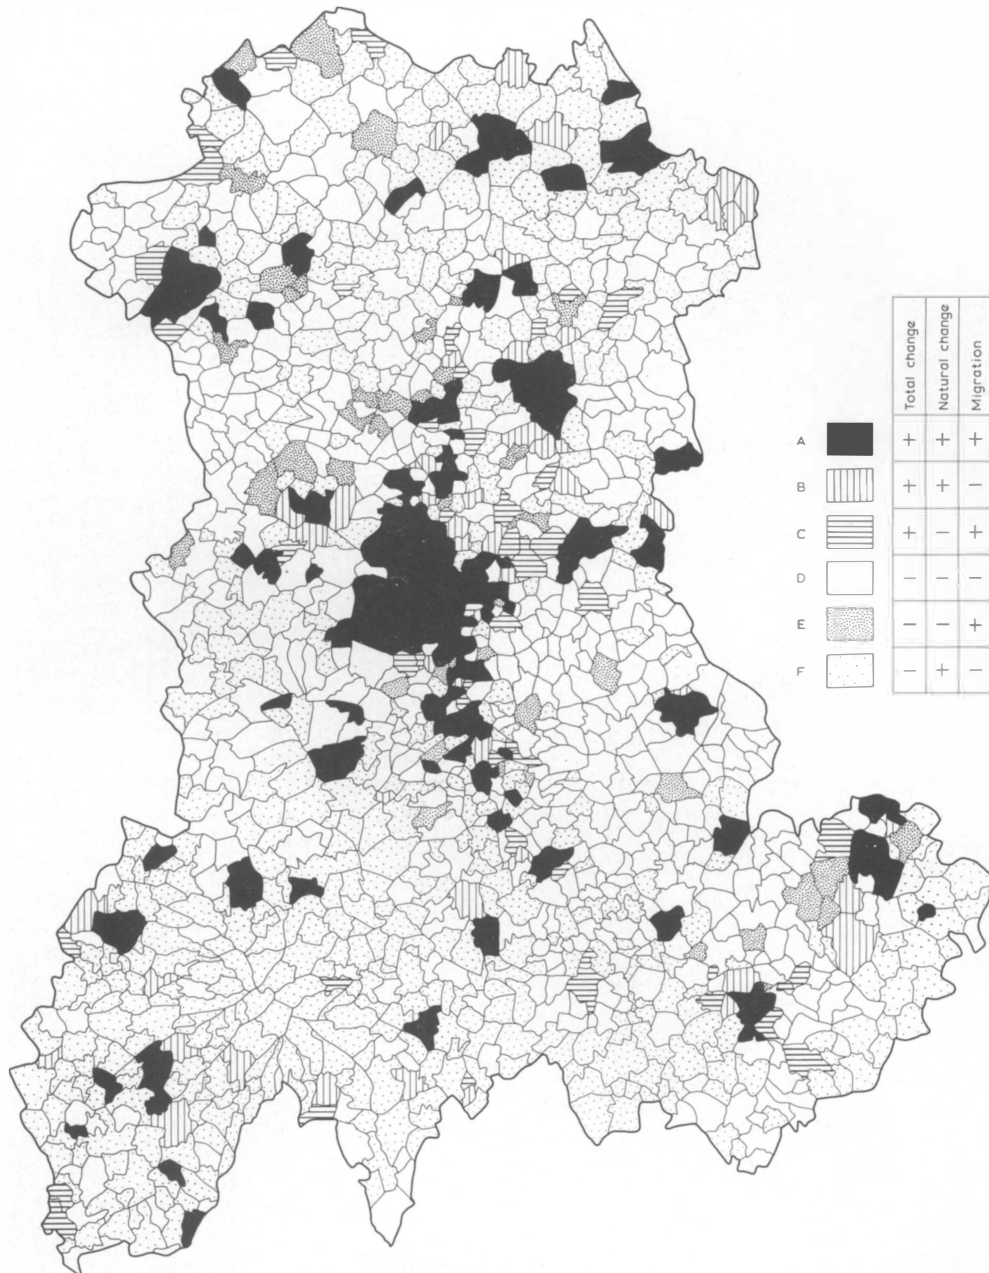 Total change Natural change Migration
A + + +
B + + −
C + − +
D − − −
E − − +
F − + −